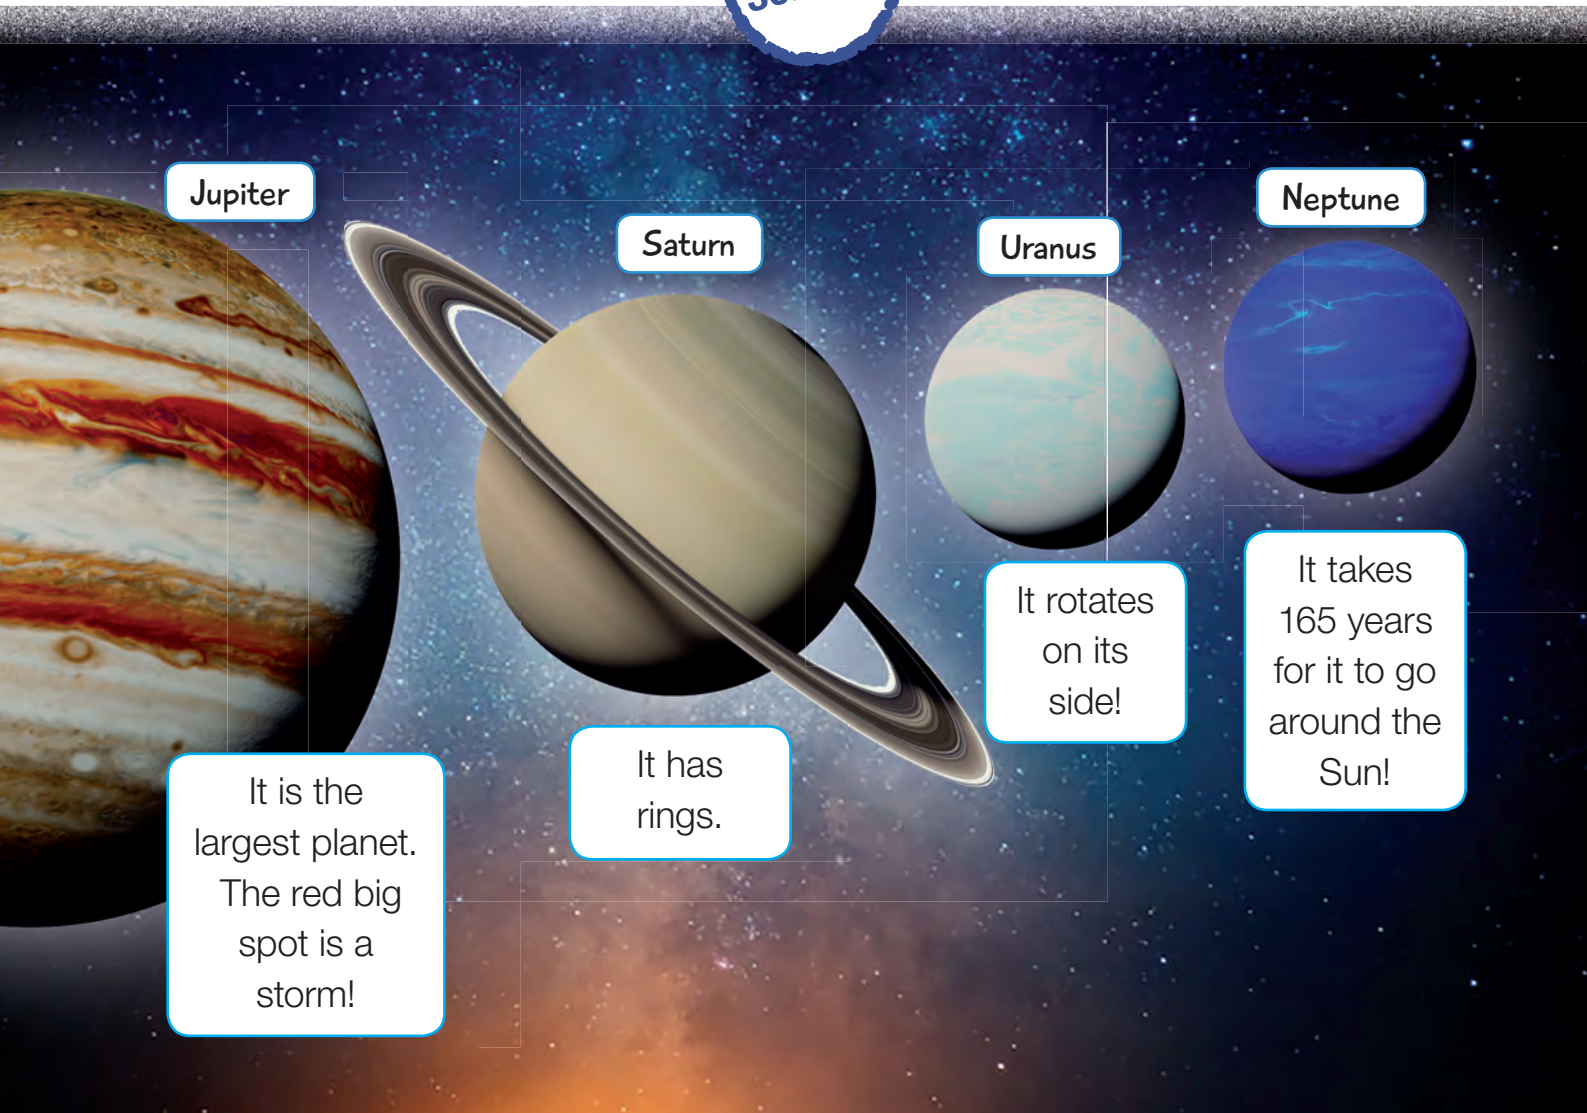 Jupiter
Saturn
Uranus
Neptune
It is the
largest planet.
The red big
spot is a
storm!
It has
rings.
It rotates
on its
side!
It takes
165 years
for it to go
around the
Sun!